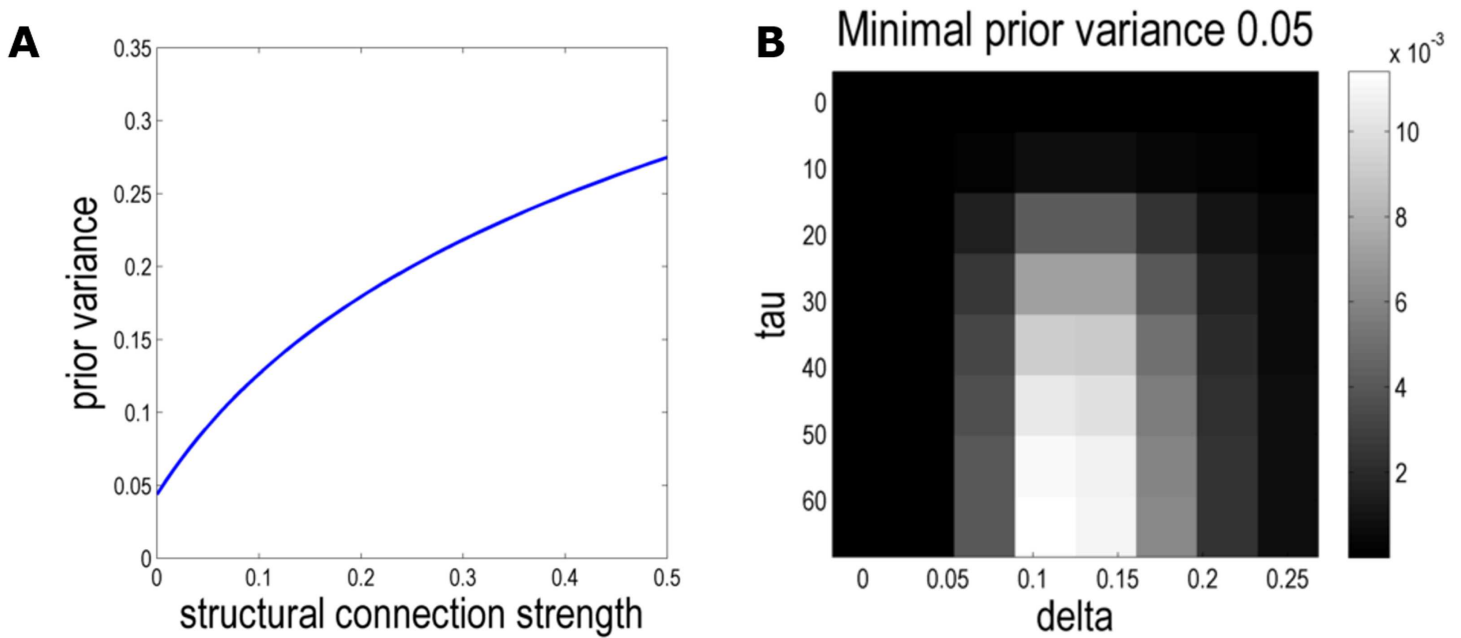 A
0.35
0.3
0.25
0.2
0.15
0.1
0.05
0
prior variance
0 0.1 0.2 0.3 0.4 0.5
structural connection strength
B
Minimal prior variance 0.05
x 10-3
0
10
20
30
40
50
60
tau
0 0.05 0.1 0.15 0.2 0.25
delta
10
8
6
4
2